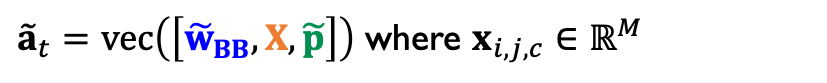 ã_t = vec([w̃_BB, X, p̃]) where x_{i,j,c} ∈ ℝ^M